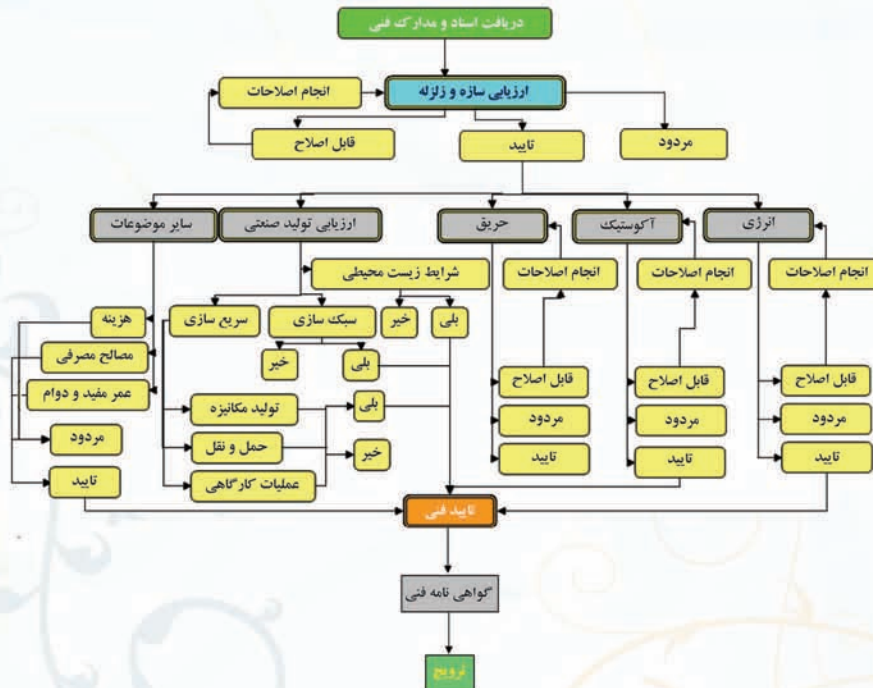 دریافت اسناد و مدارک فنی
ارزیابی سازه و زلزله
انجام اصلاحات
قابل اصلاح
تایید
مردود
انرژی
آکوستیک
حریق
ارزیابی تولید صنعتی
سایر موضوعات
انجام اصلاحات
انجام اصلاحات
انجام اصلاحات
شرایط زیست محیطی
بلی
خیر
سبک سازی
سریع سازی
هزینه
بلی
خیر
مصالح مصرفی
عمر مفید و دوام
قابل اصلاح
قابل اصلاح
قابل اصلاح
بلی
تولید مکانیزه
مردود
مردود
مردود
خیر
حمل و نقل
مردود
تایید
تایید
تایید
عملیات کارگاهی
تایید
تایید فنی
گواهی نامه فنی
ترویج